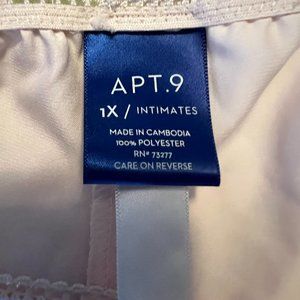 APT.9
1X / INTIMATES
MADE IN CAMBODIA
100% POLYESTER
RN# 73277
CARE ON REVERSE